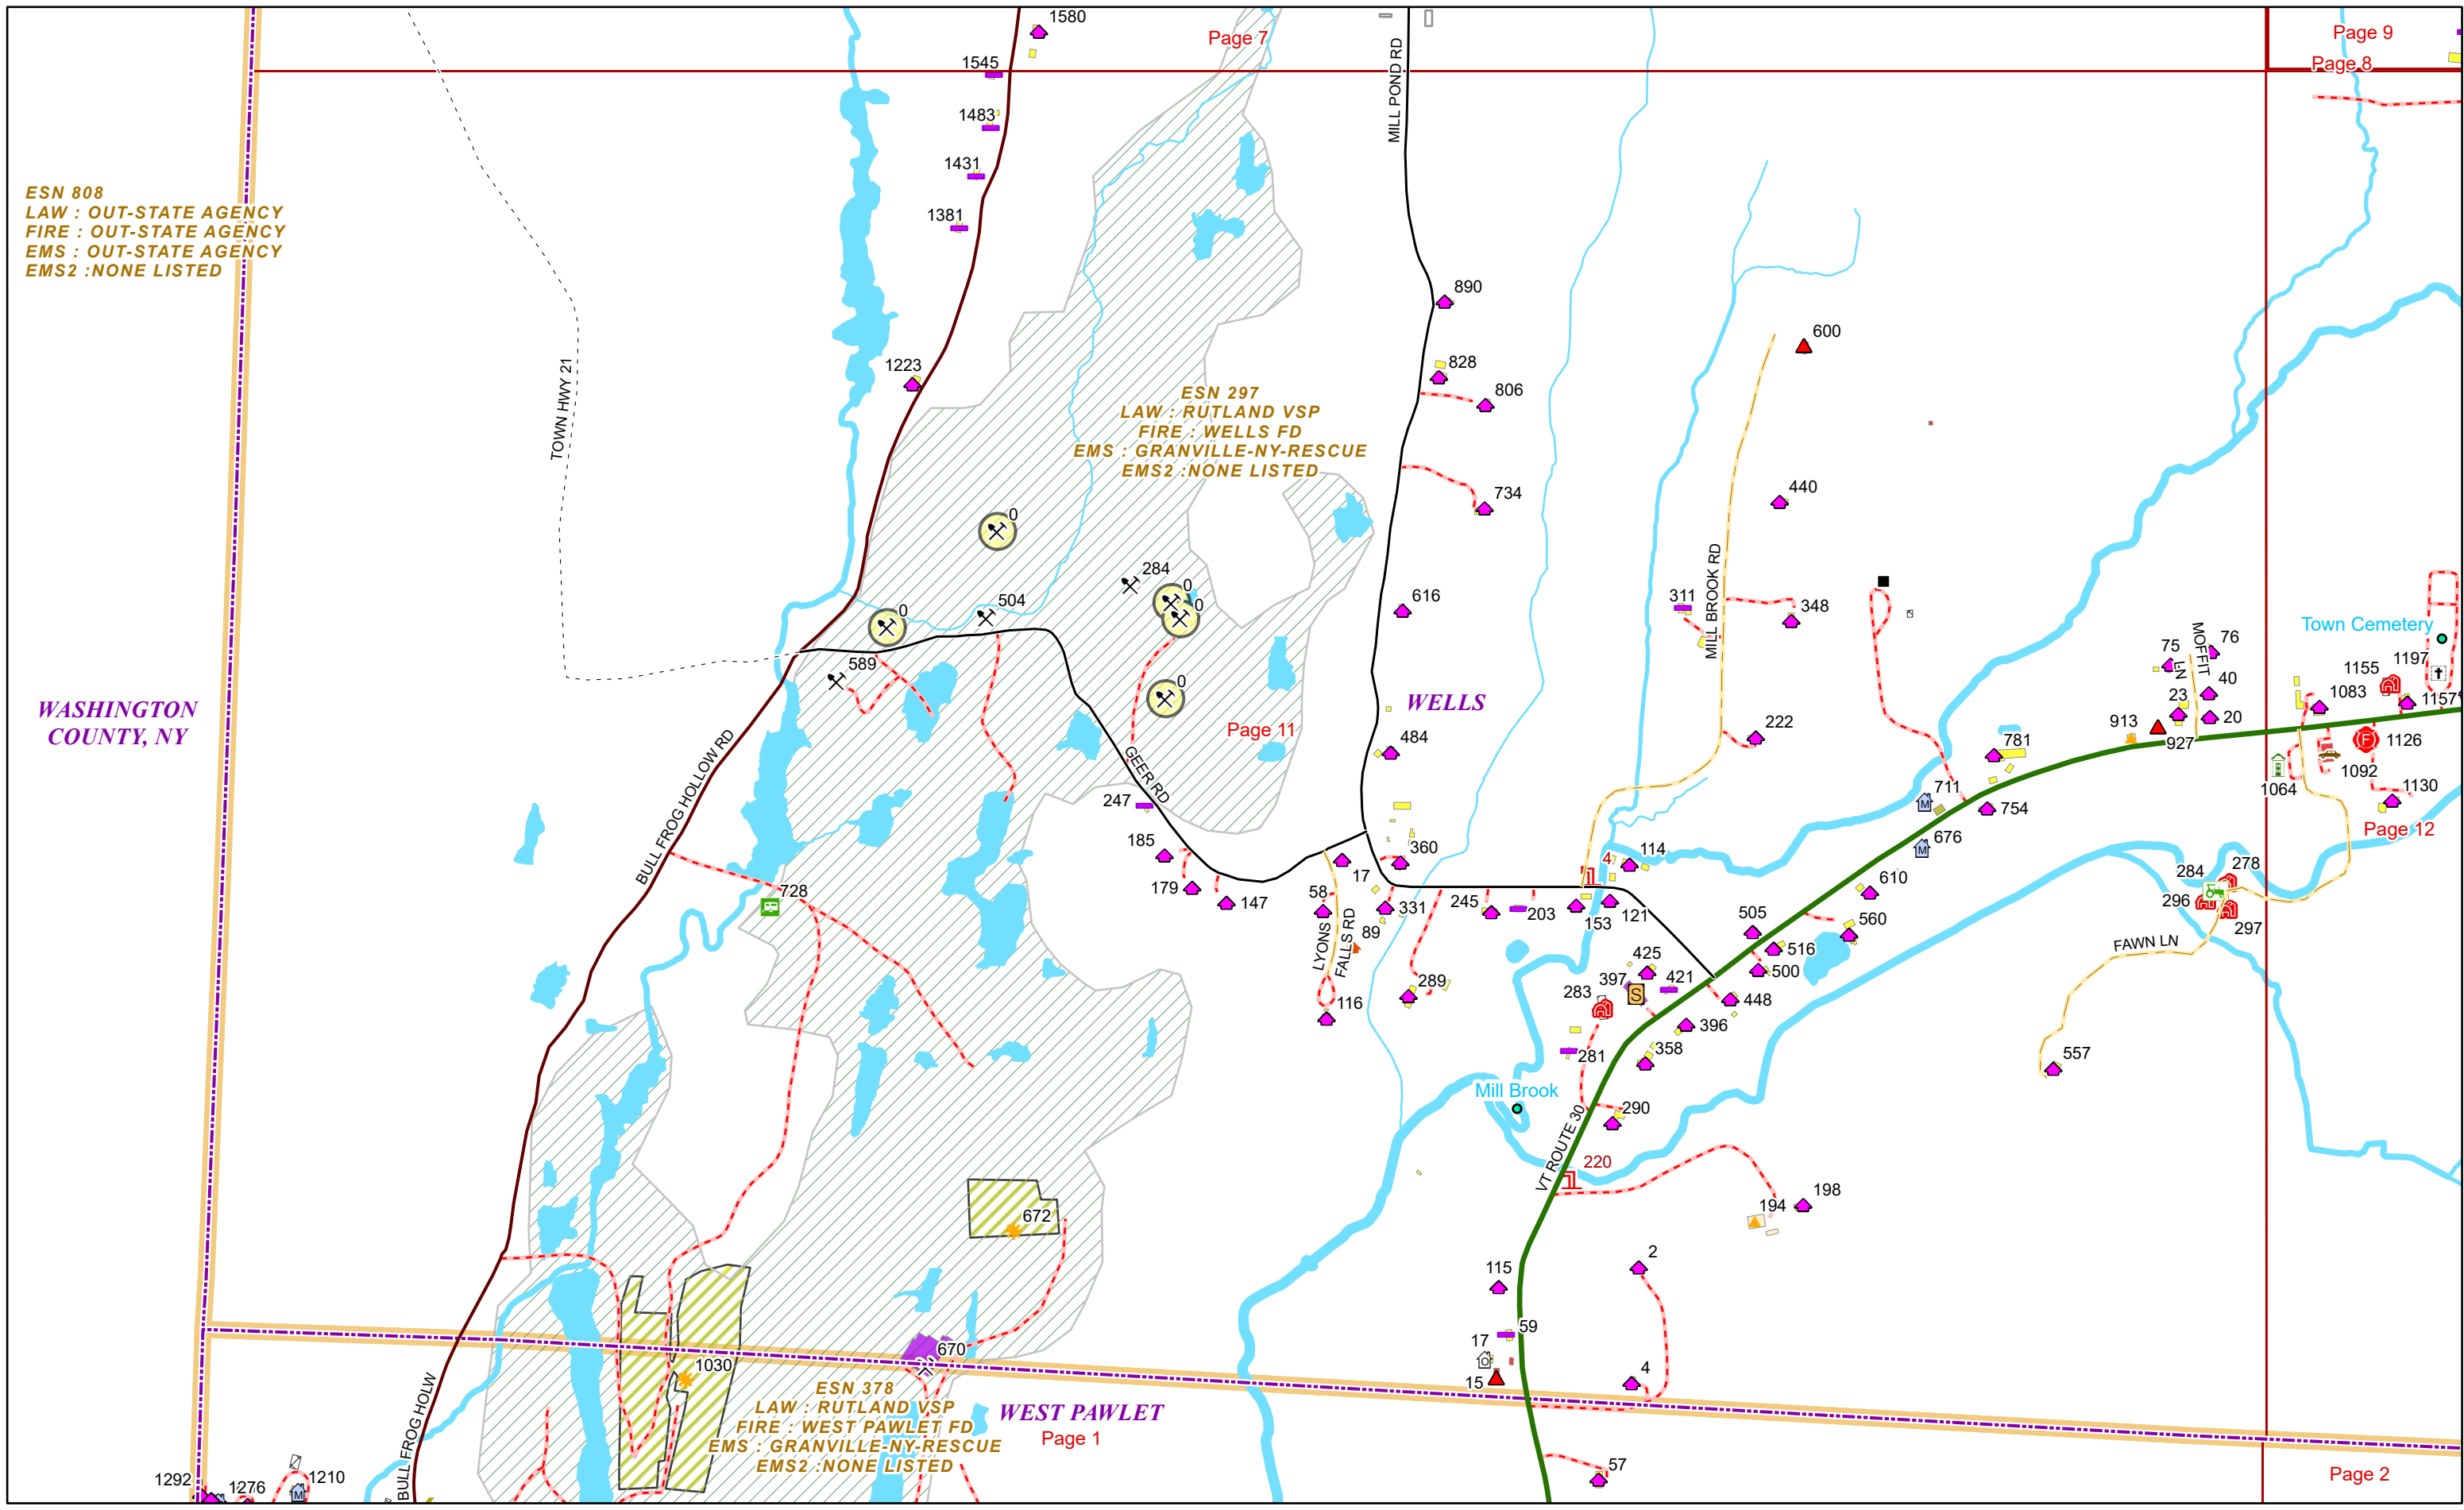 1580
Page 7
1545
MILL POND RD
Page 9
Page 8
1483
1431
ESN 808
LAW : OUT-STATE AGENCY
FIRE : OUT-STATE AGENCY
EMS : OUT-STATE AGENCY
EMS2 :NONE LISTED
1381
890
600
1223
828
806
TOWN HWY 21
ESN 297
LAW : RUTLAND VSP
FIRE : WELLS FD
EMS : GRANVILLE-NY-RESCUE
EMS2 :NONE LISTED
734
440
0
284
0
0
504
0
616
311
MILL BROOK RD
348
Town Cemetery
589
0
75
LN
MOFFIT
76
1155
1197
WASHINGTON
COUNTY, NY
WELLS
Page 11
40
23
20
1083
1157
913
927
222
484
781
1126
1092
BULL FROG HOLLOW RD
GEER RD
247
711
754
1064
1130
Page 12
676
185
360
4
114
179
17
58
147
728
331
245
203
153
121
610
284
278
296
297
LYONS
FALLS RD
89
505
560
516
500
FAWN LN
425
397
S
421
283
289
116
448
396
281
358
557
Mill Brook
290
VT ROUTE 30
220
672
194
198
2
115
59
17
15
4
670
1030
ESN 378
LAW : RUTLAND VSP
FIRE : WEST PAWLET FD
EMS : GRANVILLE-NY-RESCUE
EMS2 :NONE LISTED
WEST PAWLET
Page 1
BULL FROG HOLW
57
Page 2
1292
1276
1210
M
M
M
F